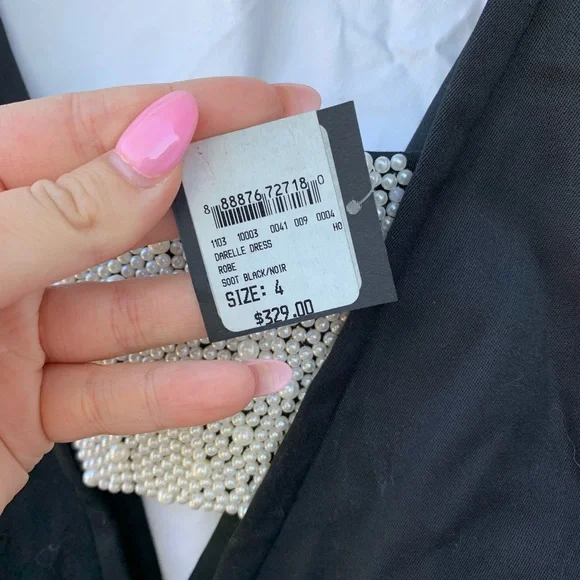 8 88876 72718 0
1103 10003 0041 009 0004
DARELLE DRESS HO
ROBE
SOOT BLACK/NOIR
SIZE: 4
$329.00